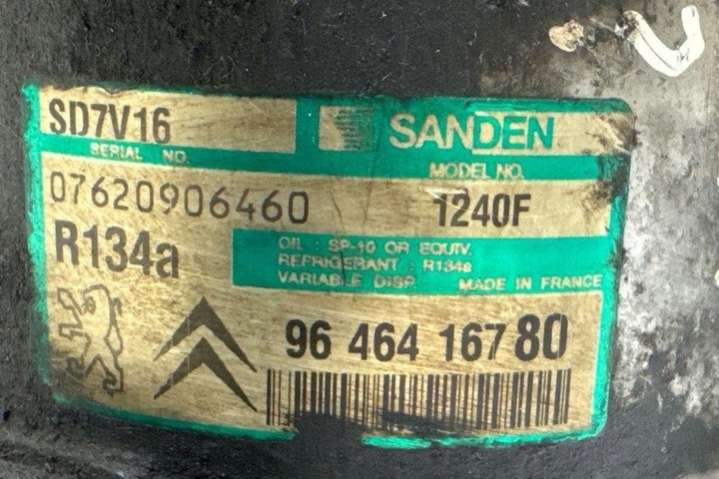 SD7V16
SANDEN
SERIAL NO.
MODEL NO.
07620906460
1240F
R134a
OIL : SP-10 OR EQUIV.
REFRIGERANT : R134a
VARIABLE DISP. MADE IN FRANCE
96 464 167 80